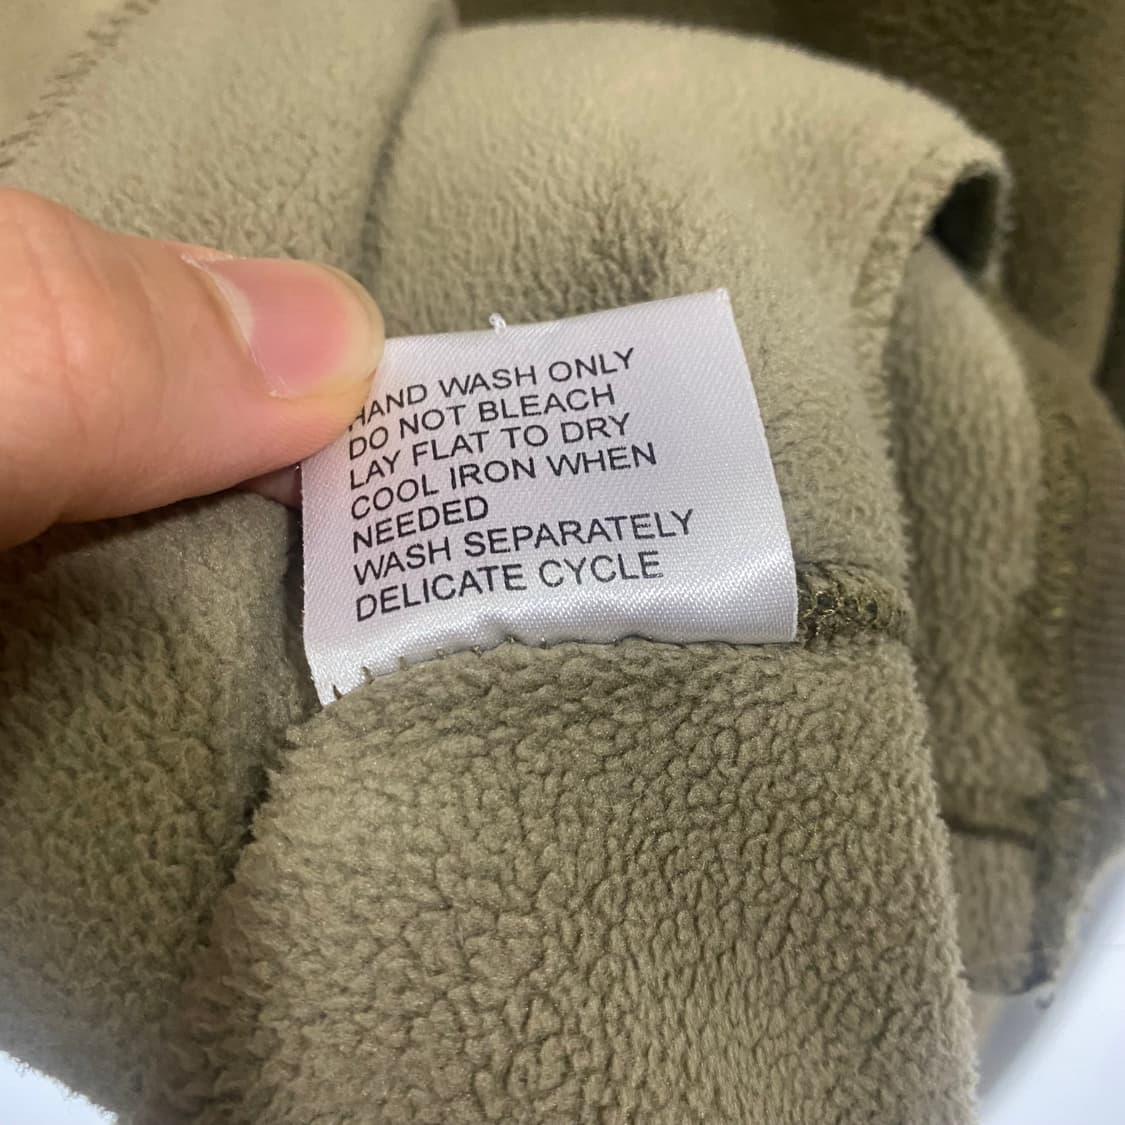 HAND WASH ONLY
DO NOT BLEACH
LAY FLAT TO DRY
COOL IRON WHEN
NEEDED
WASH SEPARATELY
DELICATE CYCLE